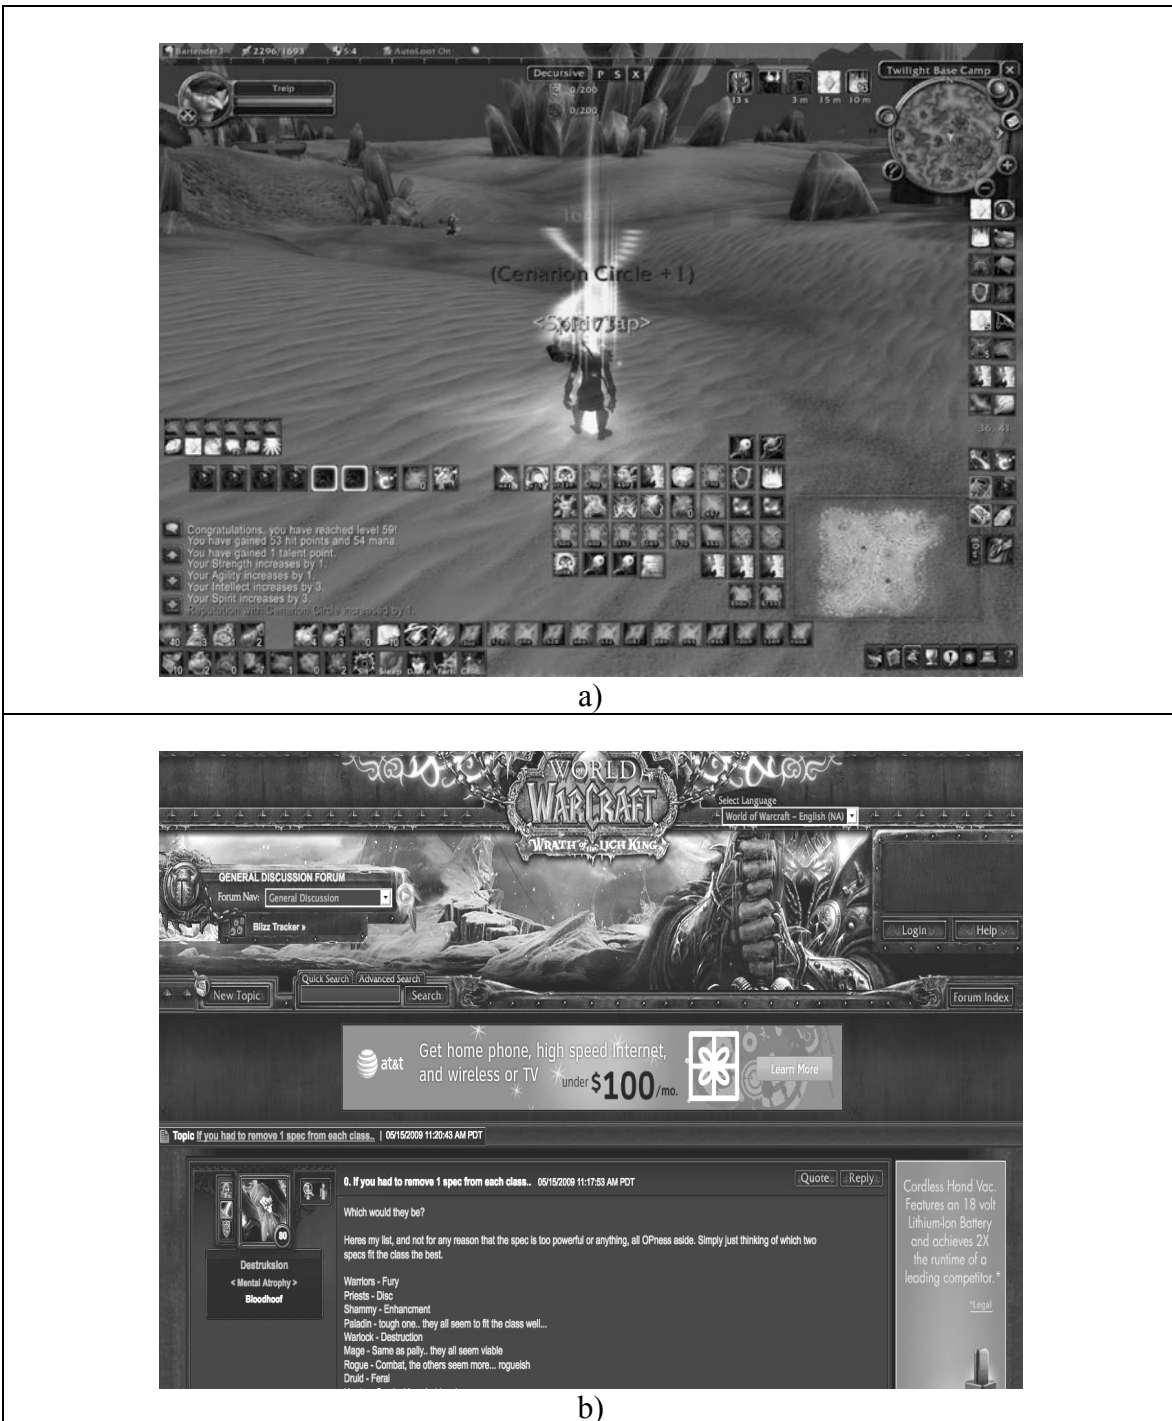 Bartender3 2296/1693 5:4 AutoLoot On
Decursive P S X
Twilight Base Camp X
Treip
0/200
0/200
13 s 3 m 15 m 10 m
(Cenarion Circle +1)
<Spirit Tap>
36, 41
Congratulations, you have reached level 59!
You have gained 53 hit points and 54 mana.
You have gained 1 talent point.
Your Strength increases by 1.
Your Agility increases by 1.
Your Intellect increases by 3.
Your Spirit increases by 3.
Reputation with Cenarion Circle increased by 1.
a)
WORLD
OF
WARCRAFT
WRATH of the LICH KING
Select Language
World of Warcraft – English (NA)
GENERAL DISCUSSION FORUM
Forum Nav: General Discussion
Blizz Tracker »
Login Help
Quick Search Advanced Search
New Topic Search Forum Index
at&t
Get home phone, high speed Internet,
and wireless or TV under $100/mo.
Learn More
Topic If you had to remove 1 spec from each class.. | 05/15/2009 11:20:43 AM PDT
0. If you had to remove 1 spec from each class.. 05/15/2009 11:17:53 AM PDT
Quote Reply
80
Destruksion
< Mental Atrophy >
Bloodhoof
Which would they be?
Heres my list, and not for any reason that the spec is too powerful or anything, all OPness aside. Simply just thinking of which two
specs fit the class the best.
Warriors - Fury
Priests - Disc
Shammy - Enhancment
Paladin - tough one.. they all seem to fit the class well...
Warlock - Destruction
Mage - Same as pally.. they all seem viable
Rogue - Combat, the others seem more... rogueish
Druid - Feral
Cordless Hand Vac.
Features an 18 volt
Lithium-Ion Battery
and achieves 2X
the runtime of a
leading competitor.*
*Legal
b)